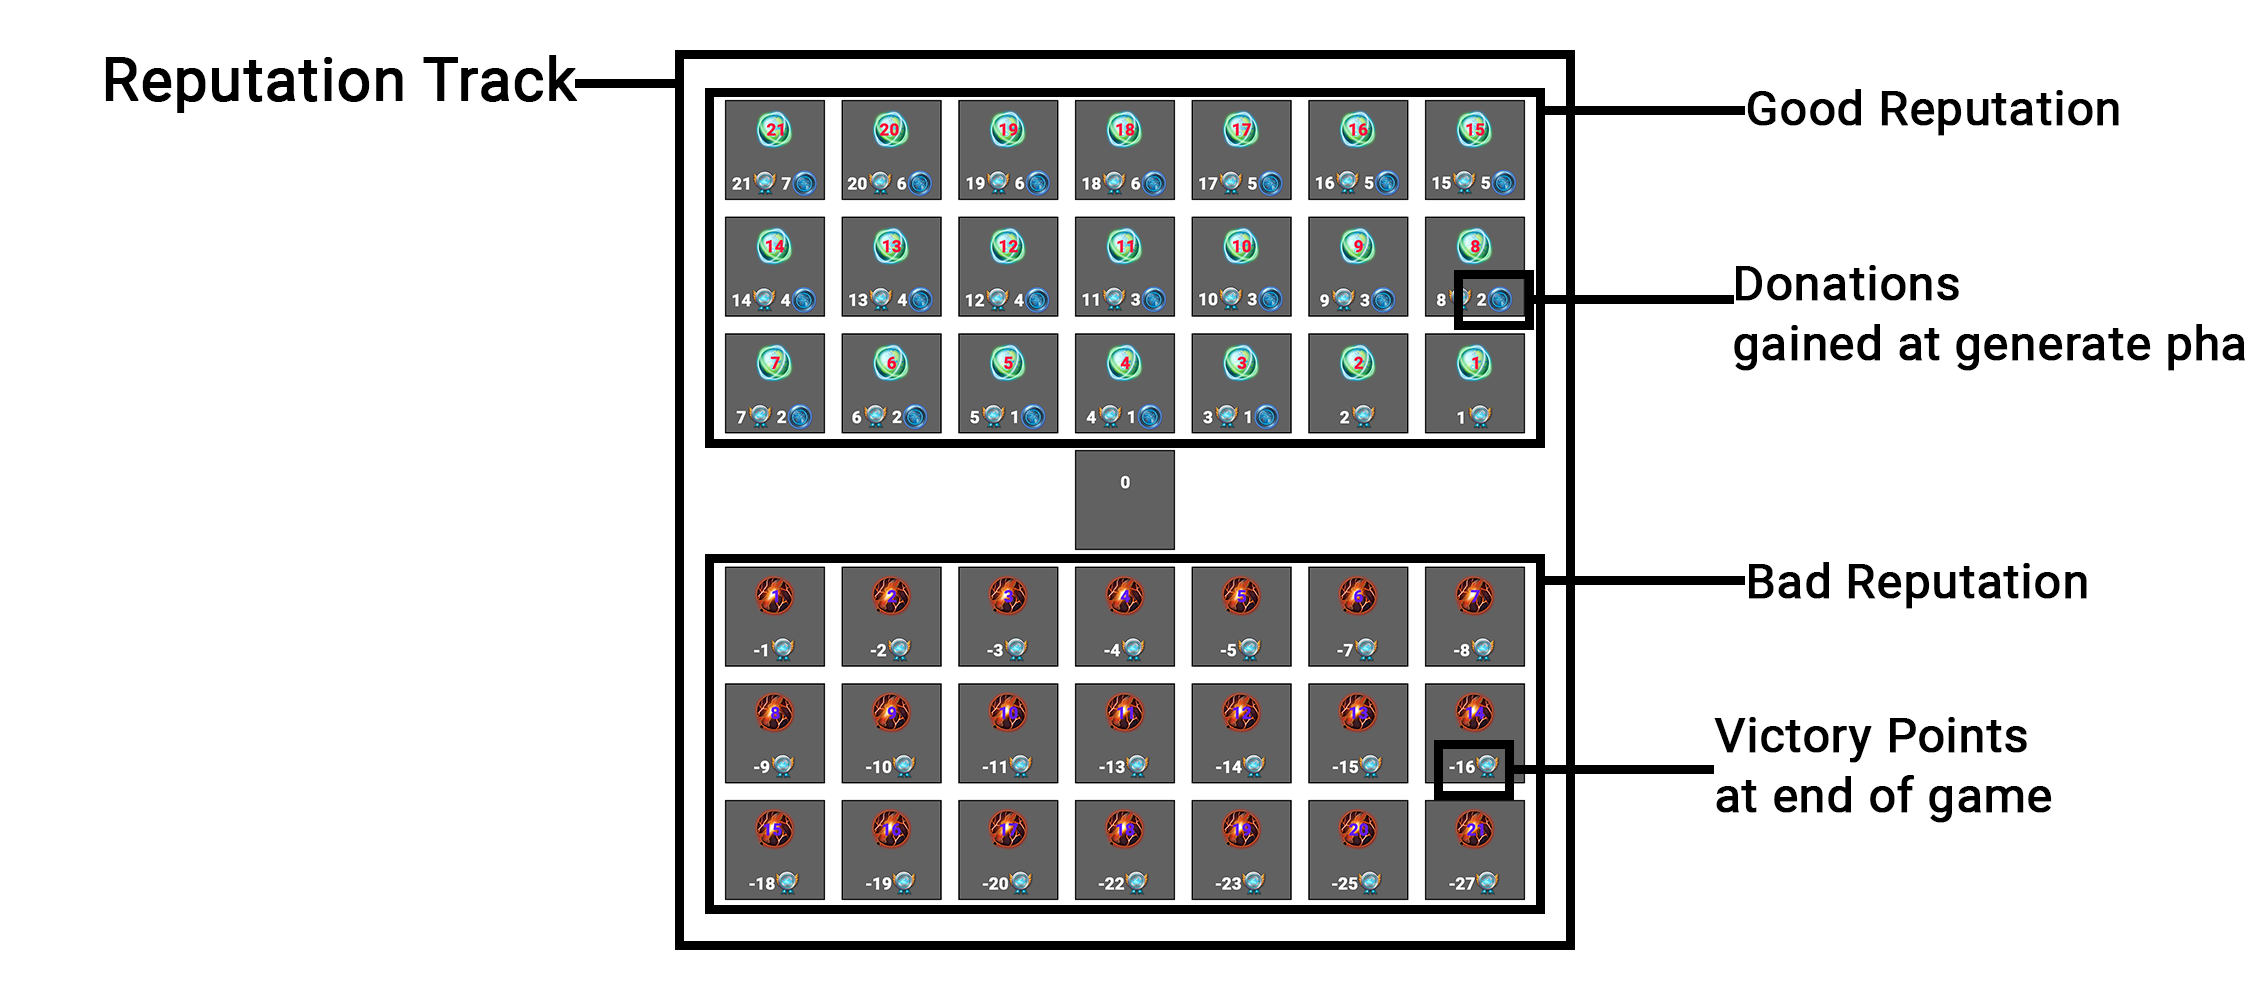 Reputation Track
Good Reputation
21 20 19 18 17 16 15
21 7 20 6 19 6 18 6 17 5 16 5 15 5
14 13 12 11 10 9 8
14 4 13 4 12 4 11 3 10 3 9 3 8 2
Donations
gained at generate pha
7 6 5 4 3 2 1
7 2 6 2 5 1 4 1 3 1 2 1
0
Bad Reputation
1 2 3 4 5 6 7
-1 -2 -3 -4 -5 -7 -8
8 9 10 11 12 13 14
-9 -10 -11 -13 -14 -15 -16
Victory Points
at end of game
15 16 17 18 19 20 21
-18 -19 -20 -22 -23 -25 -27